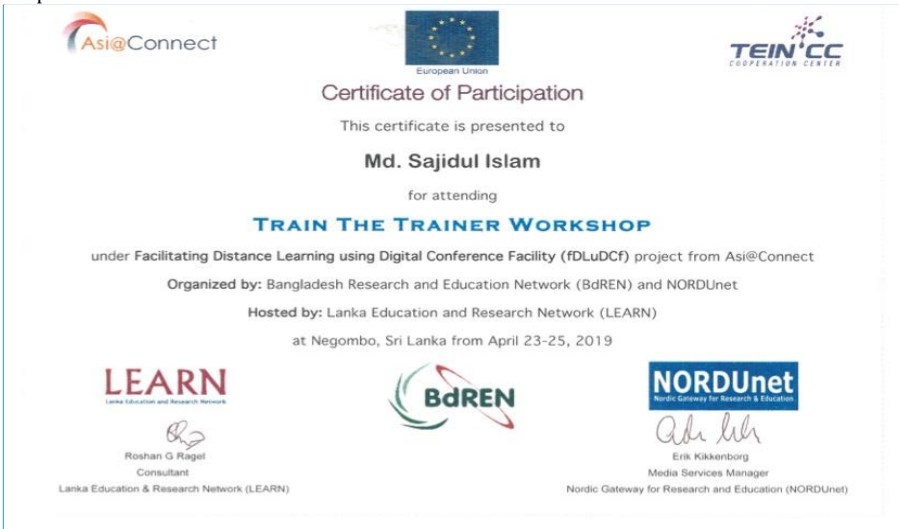 Asi@Connect
European Union
TEIN*CC
COOPERATION CENTER
Certificate of Participation
This certificate is presented to
Md. Sajidul Islam
for attending
TRAIN THE TRAINER WORKSHOP
under Facilitating Distance Learning using Digital Conference Facility (fDLuDCf) project from Asi@Connect
Organized by: Bangladesh Research and Education Network (BdREN) and NORDUnet
Hosted by: Lanka Education and Research Network (LEARN)
at Negombo, Sri Lanka from April 23-25, 2019
LEARN
Lanka Education and Research Network
BdREN
NORDUnet
Nordic Gateway for Research & Education
Roshan G Ragel
Consultant
Lanka Education & Research Network (LEARN)
Erik Kikkenborg
Media Services Manager
Nordic Gateway for Research and Education (NORDUnet)